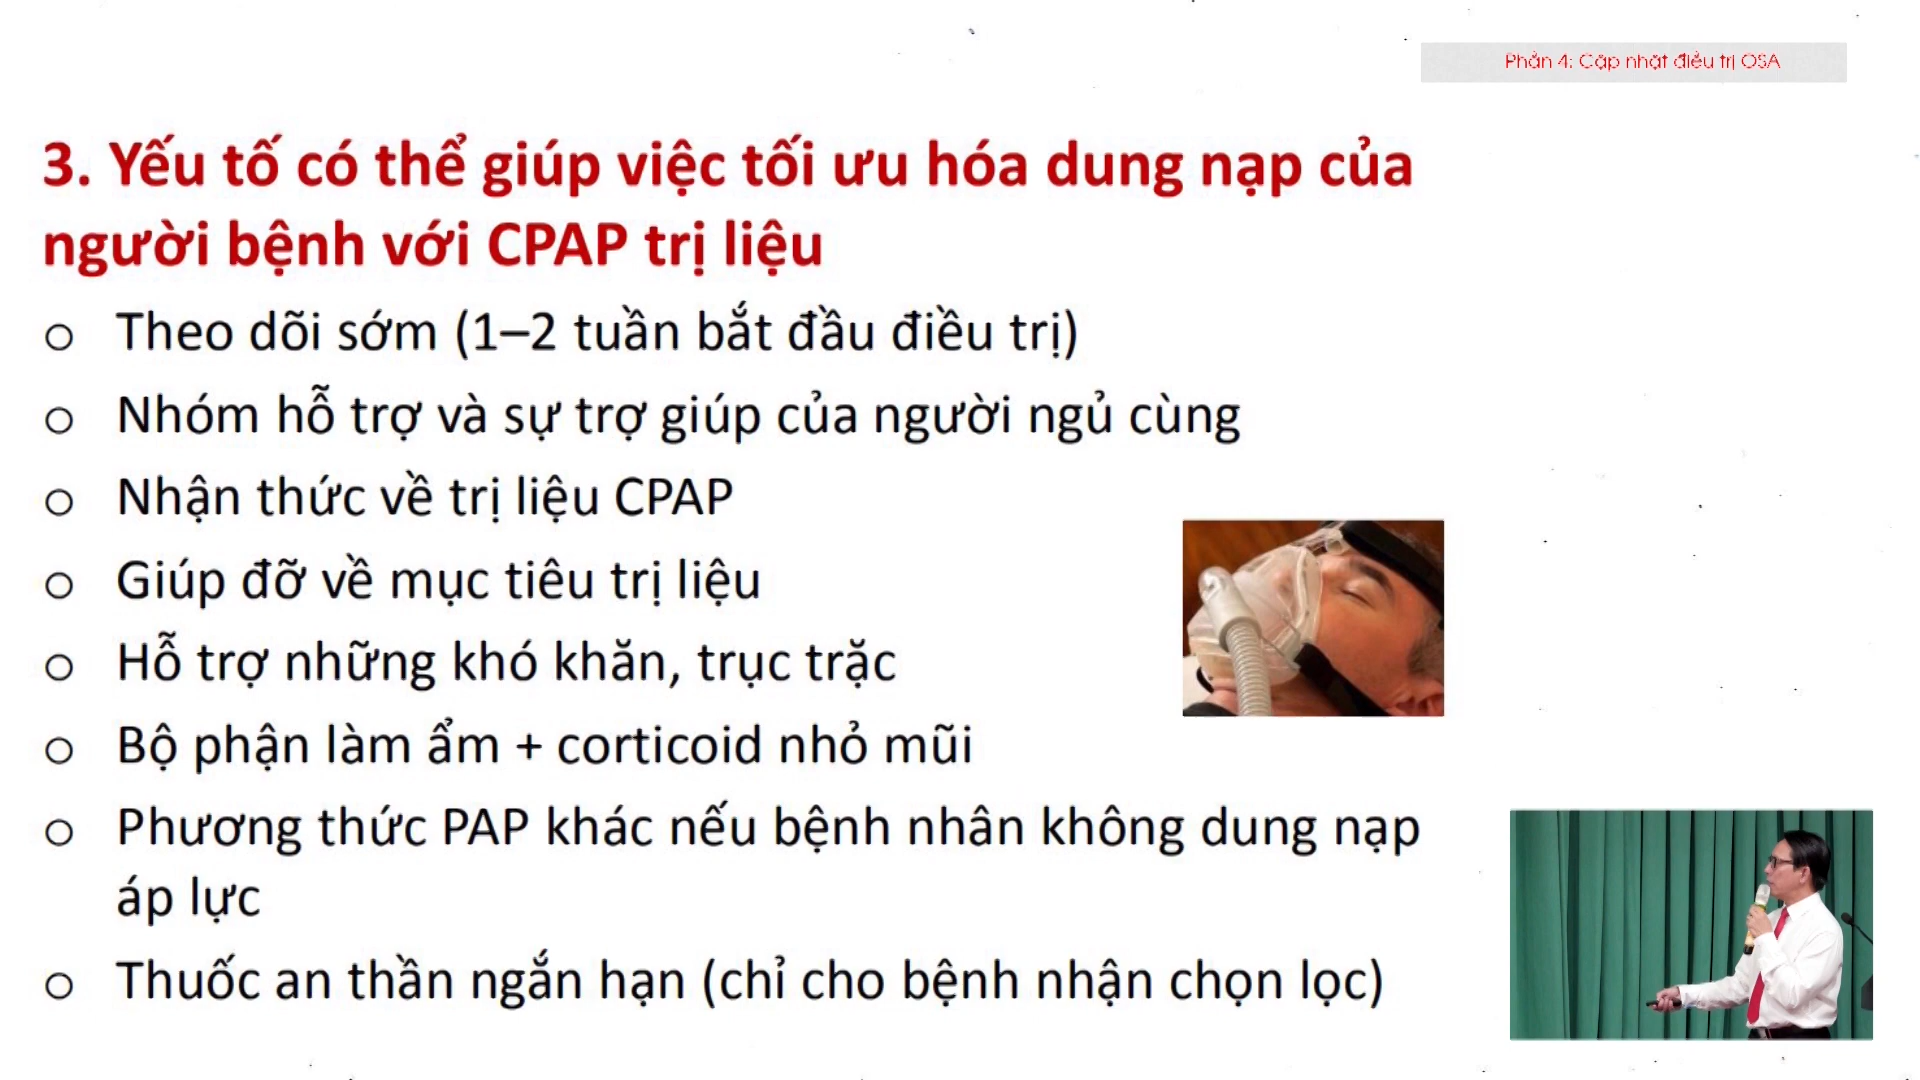 Phần 4: Cập nhật điều trị OSA
3. Yếu tố có thể giúp việc tối ưu hóa dung nạp của
người bệnh với CPAP trị liệu
o Theo dõi sớm (1–2 tuần bắt đầu điều trị)
o Nhóm hỗ trợ và sự trợ giúp của người ngủ cùng
o Nhận thức về trị liệu CPAP
o Giúp đỡ về mục tiêu trị liệu
o Hỗ trợ những khó khăn, trục trặc
o Bộ phận làm ẩm + corticoid nhỏ mũi
o Phương thức PAP khác nếu bệnh nhân không dung nạp
áp lực
o Thuốc an thần ngắn hạn (chỉ cho bệnh nhận chọn lọc)